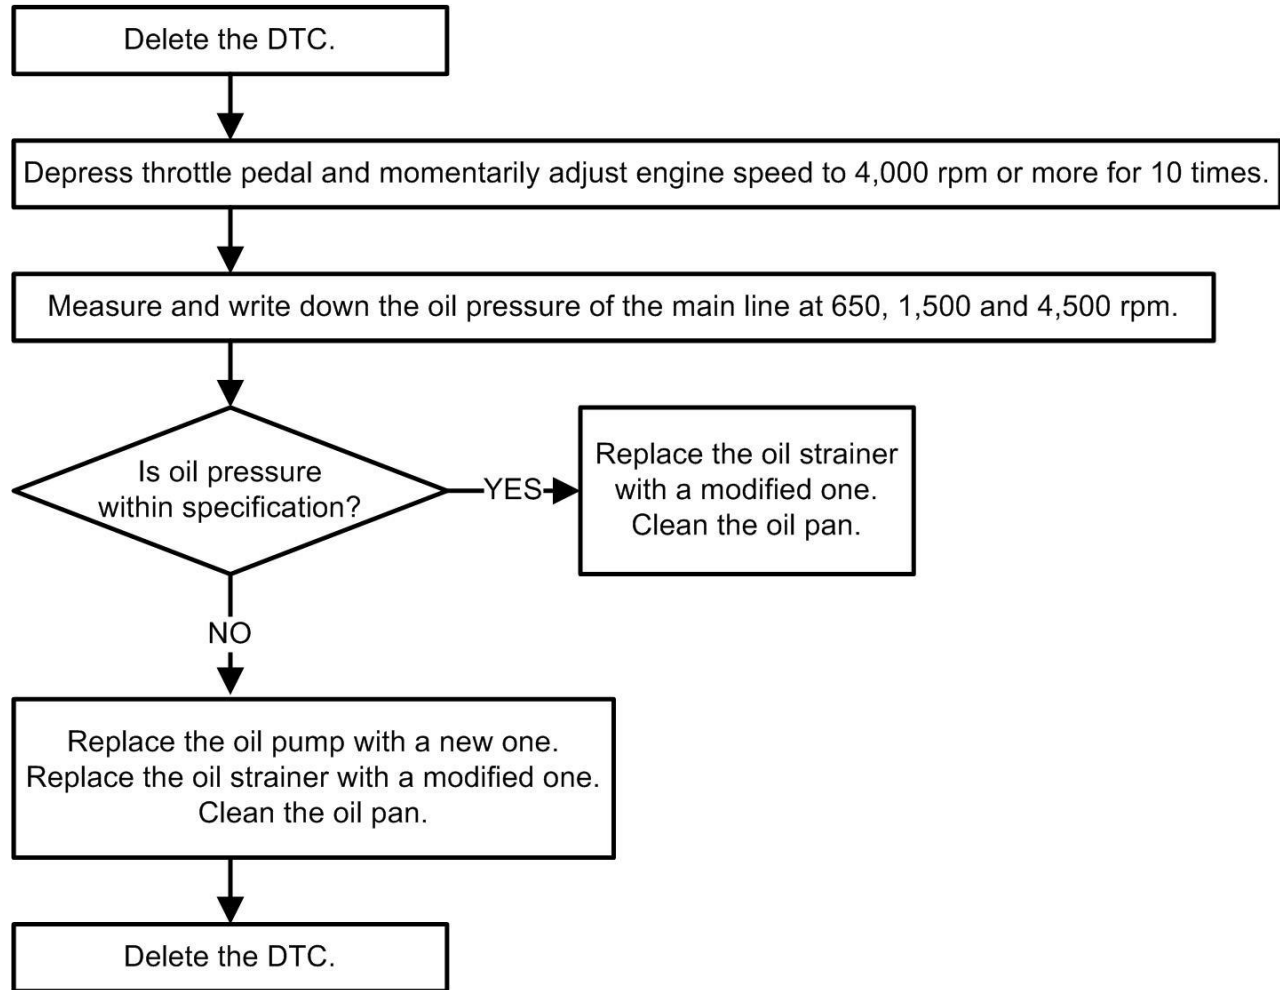 Delete the DTC.
Depress throttle pedal and momentarily adjust engine speed to 4,000 rpm or more for 10 times.
Measure and write down the oil pressure of the main line at 650, 1,500 and 4,500 rpm.
Is oil pressure
within specification?
YES
Replace the oil strainer
with a modified one.
Clean the oil pan.
NO
Replace the oil pump with a new one.
Replace the oil strainer with a modified one.
Clean the oil pan.
Delete the DTC.